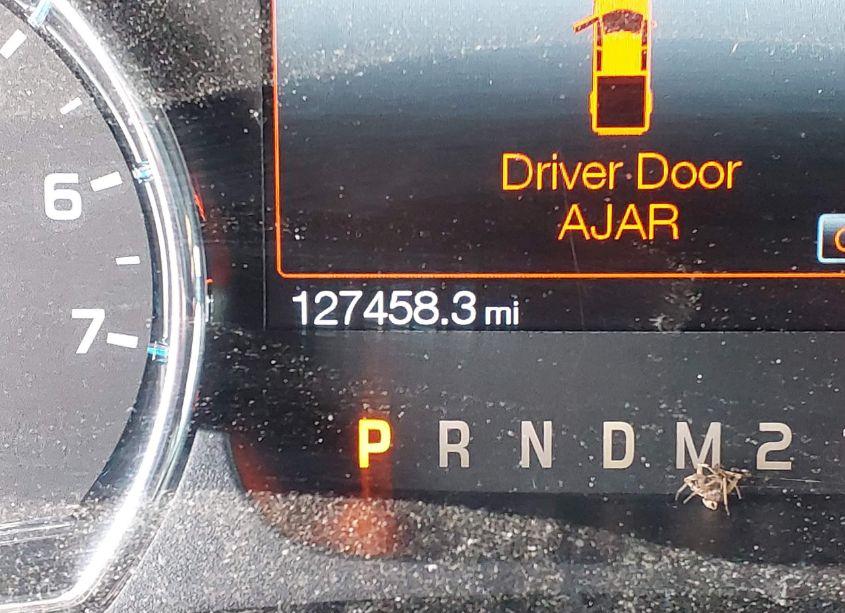 6
7
Driver Door
AJAR
127458.3 mi
P R N D M 2